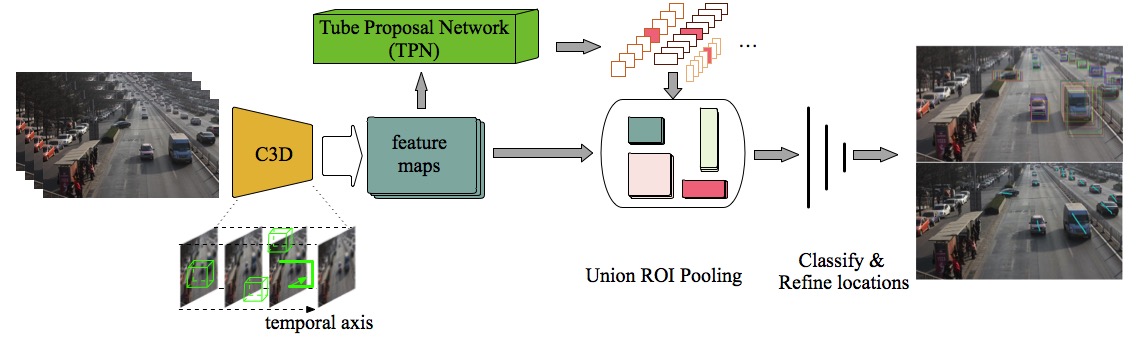 Tube Proposal Network
(TPN)
...
C3D
feature
maps
Union ROI Pooling
Classify &
Refine locations
temporal axis